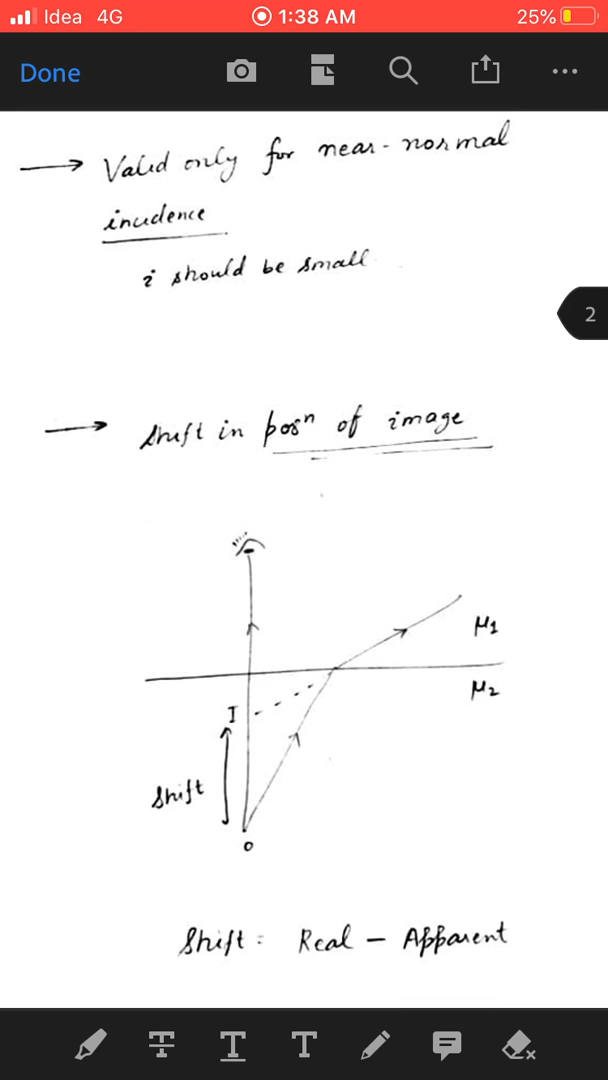 Idea 4G 1:38 AM 25%
Done
→ Valid only for near-normal
incidence
i should be small
2
→ Shift in posⁿ of image
μ₁
μ₂
I
Shift
O
Shift = Real - Apparent
T T T